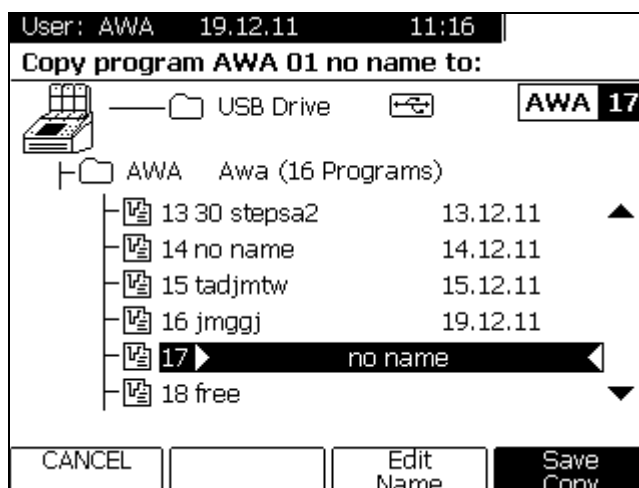 User: AWA 19.12.11 11:16
Copy program AWA 01 no name to:
USB Drive AWA 17
AWA Awa (16 Programs)
13 30 stepsa2 13.12.11
14 no name 14.12.11
15 tadjmtw 15.12.11
16 jmggj 19.12.11
17 no name
18 free
CANCEL Edit Save
Name Copy